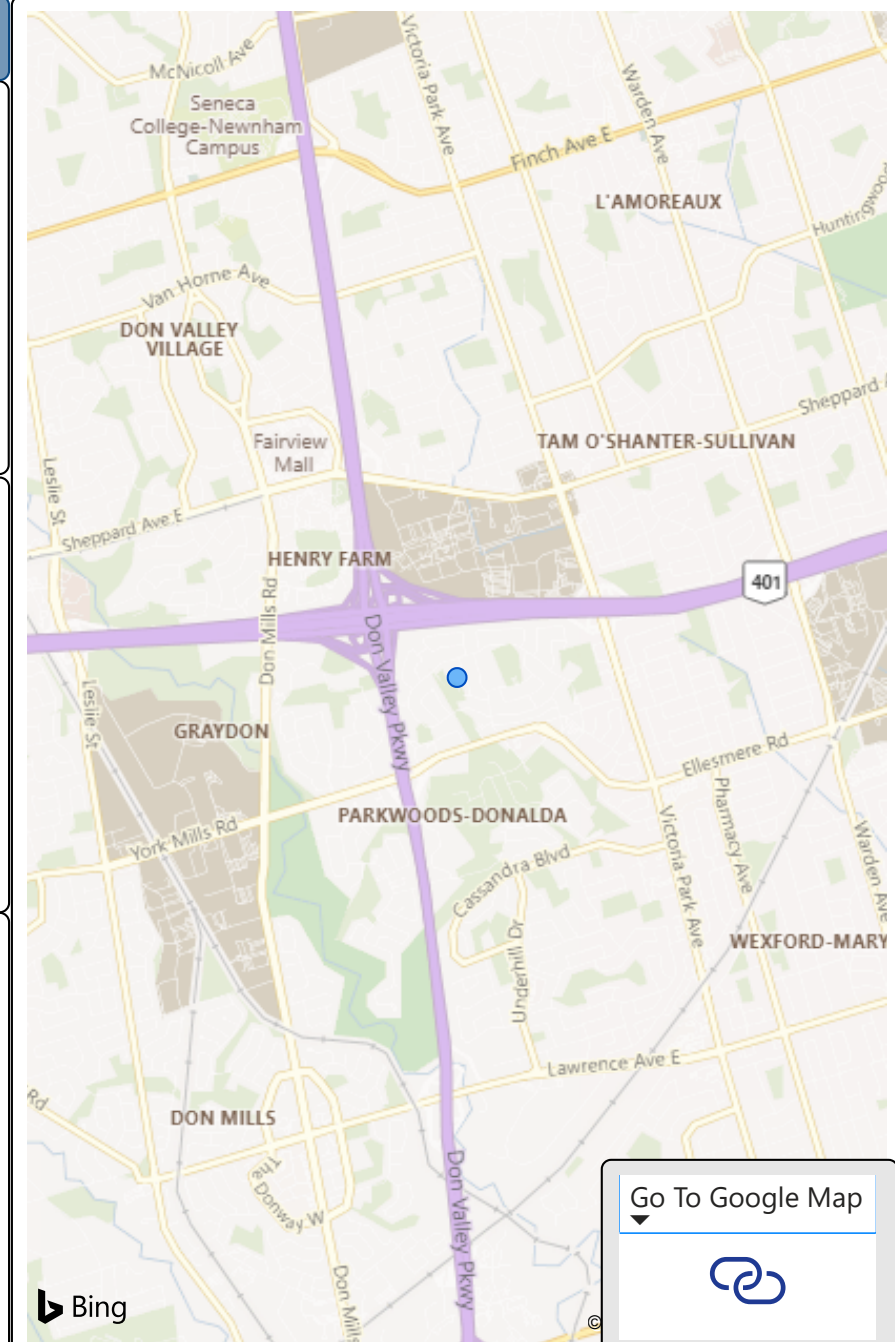 McNicoll Ave
Victoria Park Ave
Warden Ave
Seneca
College-Newnham
Campus
Finch Ave E
L'AMOREAUX
Van Horne Ave
DON VALLEY
VILLAGE
Fairview
Mall
Sheppard
TAM O'SHANTER-SULLIVAN
Leslie St
Sheppard Ave E
HENRY FARM
401
Don Mills Rd
Don Valley Pkwy
Leslie St
GRAYDON
Ellesmere Rd
PARKWOODS-DONALDA
York Mills Rd
Victoria Park Ave
Pharmacy Ave
Warden Ave
Cassandra Blvd
WEXFORD-MARY
Underhill Dr
Lawrence Ave E
Rd
DON MILLS
The Donway W
Don Valley Pkwy
Don Mills
Go To Google Map
Bing
©